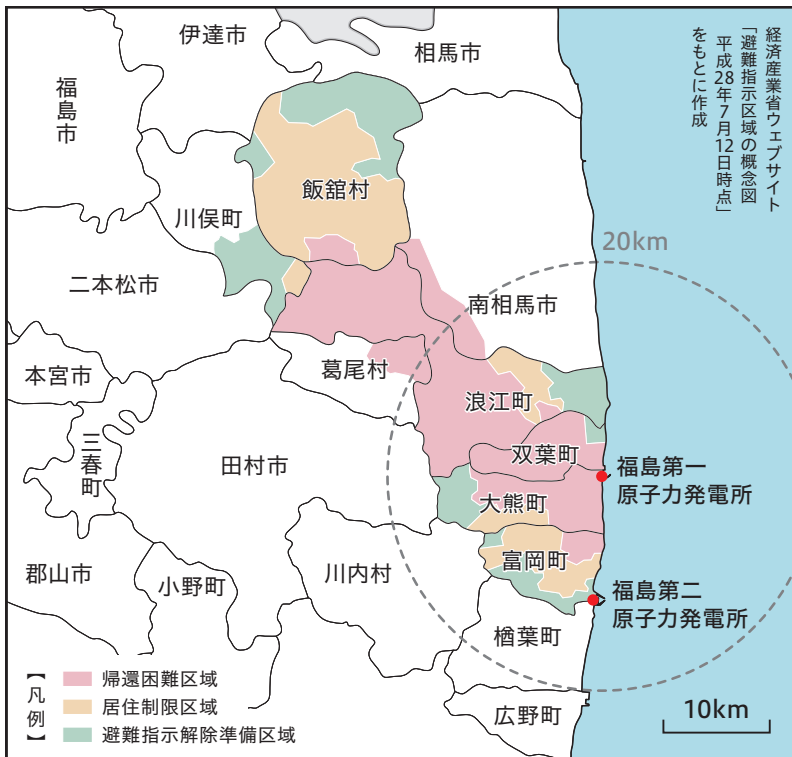 経済産業省ウェブサイト
「避難指示区域の概念図
平成28年7月12日時点」
をもとに作成
伊達市
相馬市
福島市
飯舘村
川俣町
20km
二本松市
南相馬市
本宮市
葛尾村
浪江町
三春町
田村市
双葉町
福島第一
原子力発電所
大熊町
富岡町
郡山市
小野町
川内村
福島第二
原子力発電所
楢葉町
【凡例】
帰還困難区域
居住制限区域
避難指示解除準備区域
広野町
10km